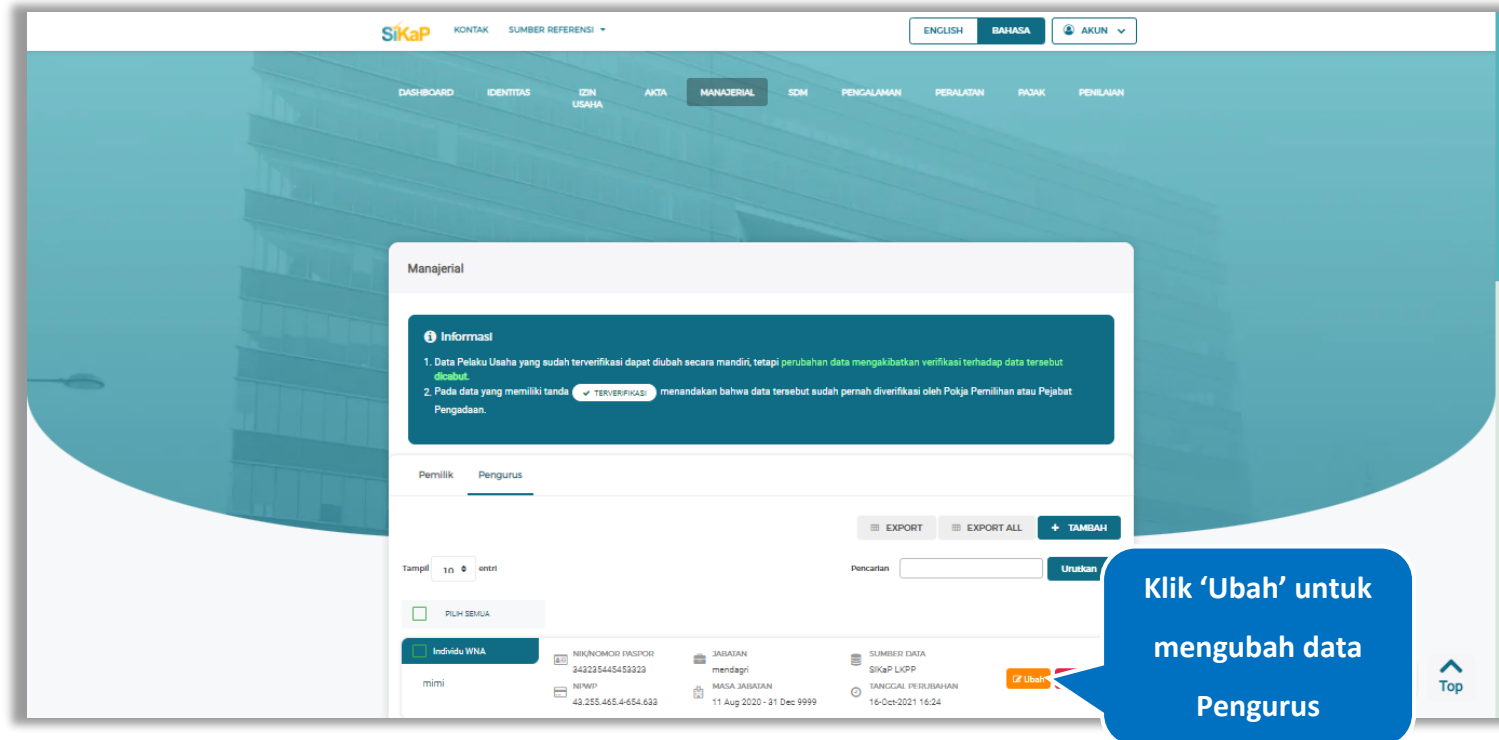 SiKaP KONTAK SUMBER REFERENSI ENGLISH BAHASA AKUN
DASHBOARD IDENTITAS IZIN USAHA AKTA MANAJERIAL SDM PENGALAMAN PERALATAN PAJAK PENILAIAN
Manajerial
Informasi
1. Data Pelaku Usaha yang sudah terverifikasi dapat diubah secara mandiri, tetapi perubahan data mengakibatkan verifikasi terhadap data tersebut
dicabut.
2. Pada data yang memiliki tanda TERVERIFIKASI menandakan bahwa data tersebut sudah pernah diverifikasi oleh Pokja Pemilihan atau Pejabat
Pengadaan.
Pemilik Pengurus
EXPORT EXPORT ALL + TAMBAH
Tampil 10 entri Pencarian Urutkan
PILIH SEMUA
Individu WNA
mimi
NIK/NOMOR PASPOR
343235445453323
NPWP
43.255.465.4-654.633
JABATAN
mendagri
MASA JABATAN
11 Aug 2020 - 31 Dec 9999
SUMBER DATA
SIKaP LKPP
TANGGAL PERUBAHAN
16-Oct-2021 16:24
Ubah
Klik ‘Ubah’ untuk
mengubah data
Pengurus
Top